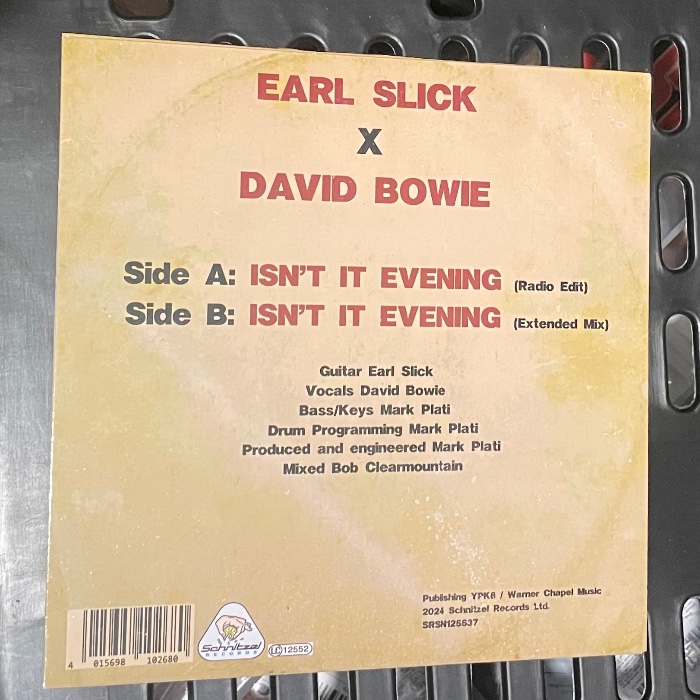 EARL SLICK
X
DAVID BOWIE
Side A: ISN'T IT EVENING (Radio Edit)
Side B: ISN'T IT EVENING (Extended Mix)
Guitar Earl Slick
Vocals David Bowie
Bass/Keys Mark Plati
Drum Programming Mark Plati
Produced and engineered Mark Plati
Mixed Bob Clearmountain
Publishing YPK6 / Warner Chapel Music
2024 Schnitzel Records Ltd.
SRSN125537
4 015698 102680
Schnitzel
RECORDS
LC 12552